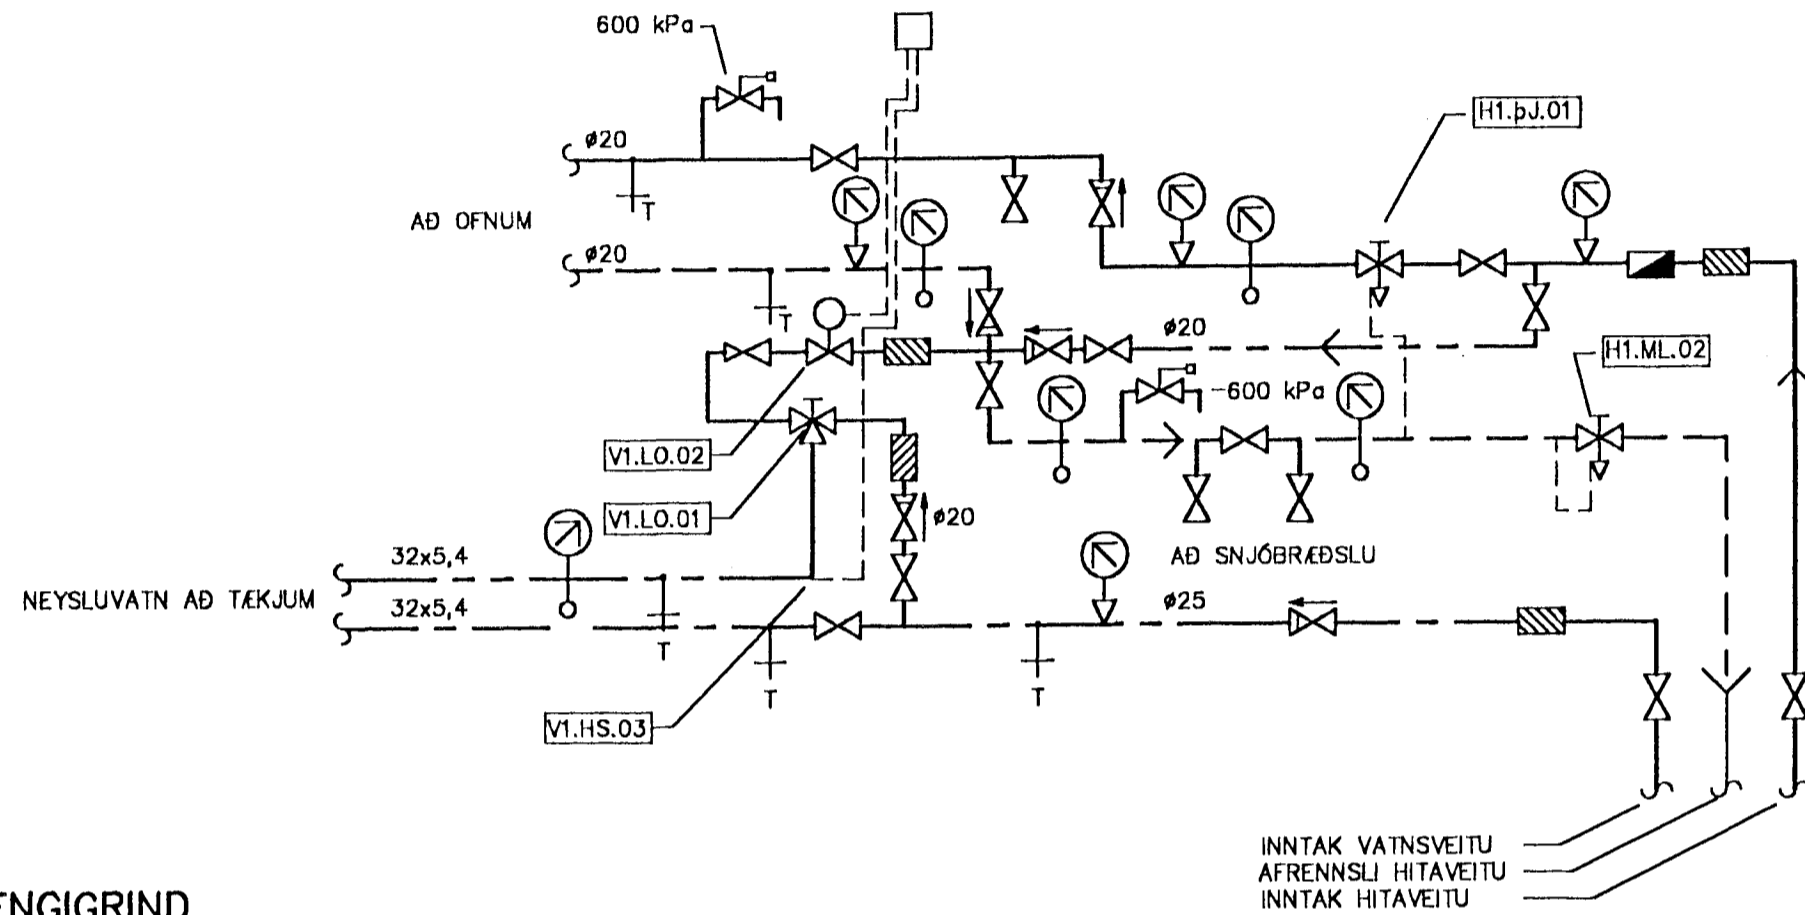 600 kPa
H1.þJ.01
ø20
T
AÐ OFNUM
ø20
T
ø20
H1.ML.02
-600 kPa
V1.LO.02
V1.LO.01
ø20
AÐ SNJÓBRÆÐSLU
32x5,4
NEYSLUVATN AÐ TÆKJUM
32x5,4
ø25
T
T
T
V1.HS.03
INNTAK VATNSVEITU
AFRENNSLI HITAVEITU
INNTAK HITAVEITU
ENGIGRIND